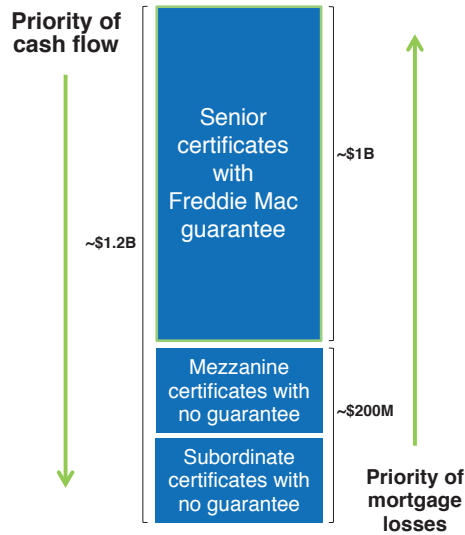 Priority of
cash flow
Senior
certificates
with
Freddie Mac
guarantee
~$1B
~$1.2B
Mezzanine
certificates with
no guarantee
~$200M
Subordinate
certificates with
no guarantee
Priority of
mortgage
losses